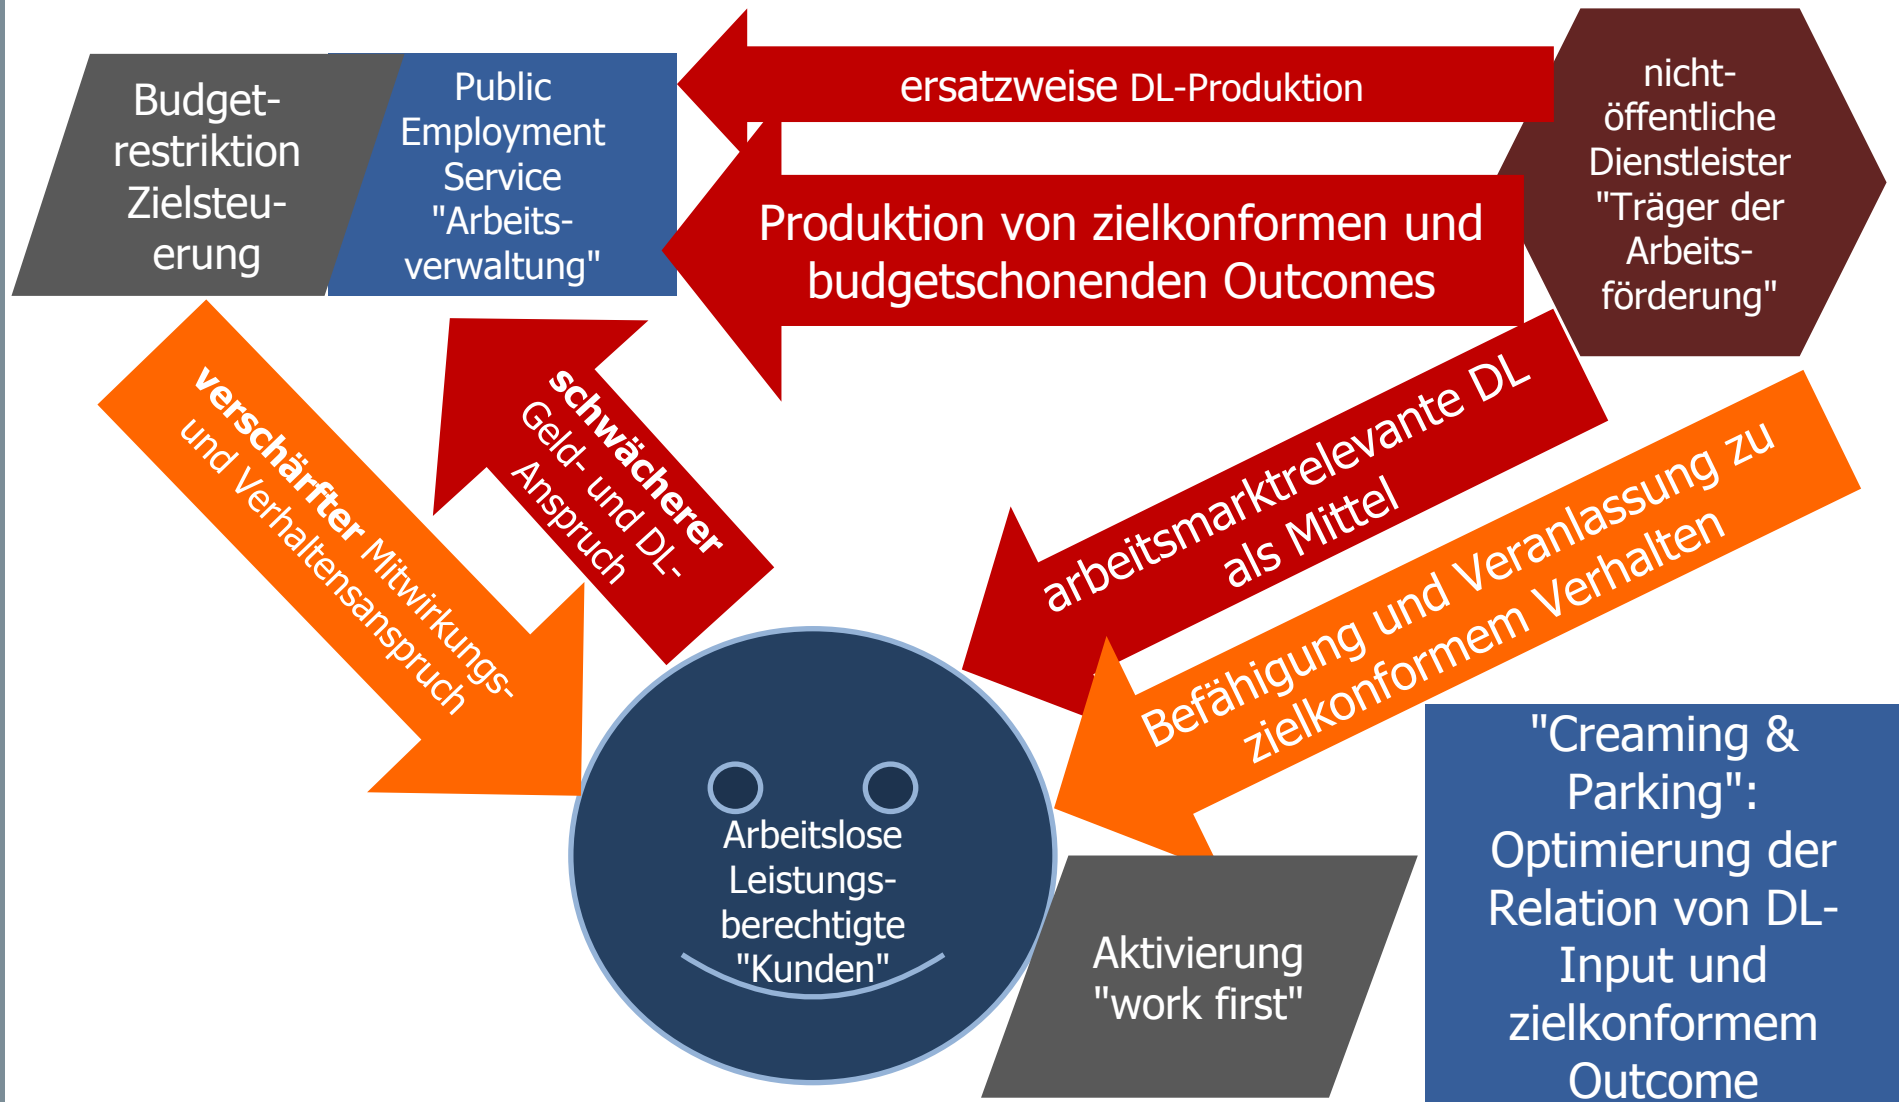 Budget-
restriktion
Zielsteu-
erung
Public
Employment
Service
"Arbeits-
verwaltung"
ersatzweise DL-Produktion
Produktion von zielkonformen und
budgetschonenden Outcomes
nicht-
öffentliche
Dienstleister
"Träger der
Arbeits-
förderung"
verschärfter Mitwirkungs-
und Verhaltensanspruch
schwächerer
Geld- und DL-
Anspruch
arbeitsmarktrelevante DL
als Mittel
Befähigung und Veranlassung zu
zielkonformem Verhalten
Arbeitslose
Leistungs-
berechtigte
"Kunden"
Aktivierung
"work first"
"Creaming &
Parking":
Optimierung der
Relation von DL-
Input und
zielkonformem
Outcome